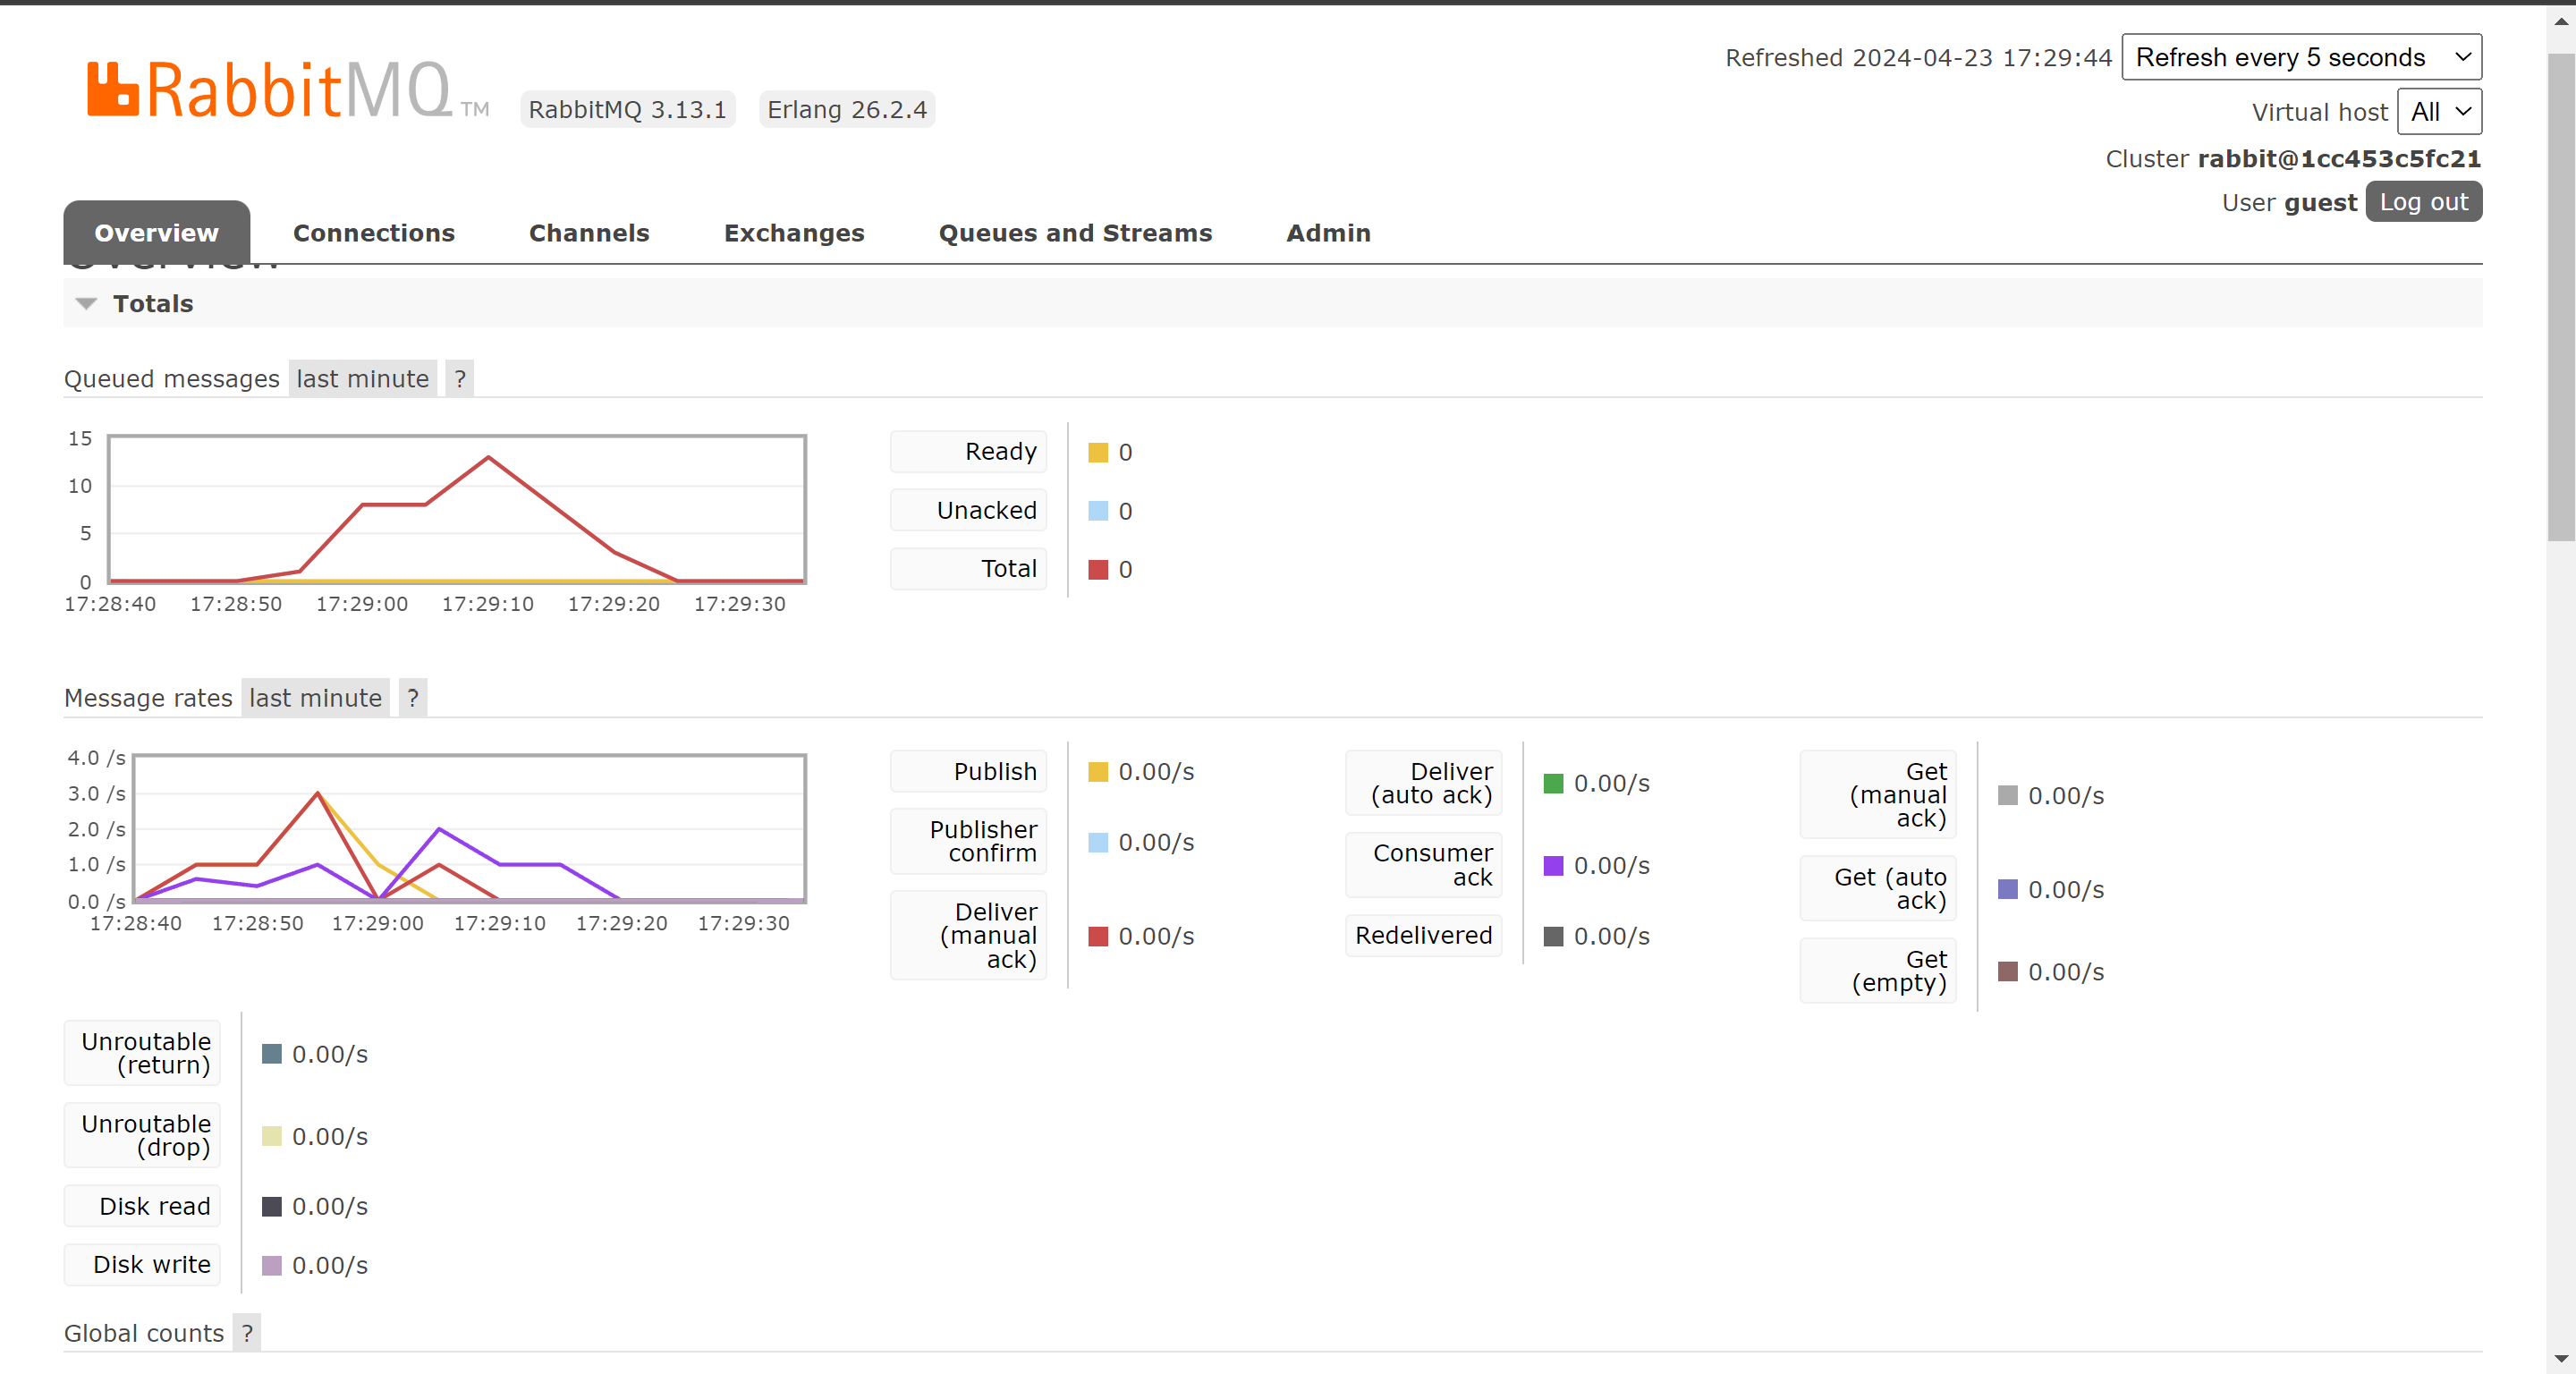 RabbitMQ TM
RabbitMQ 3.13.1
Erlang 26.2.4
Refreshed 2024-04-23 17:29:44
Refresh every 5 seconds
Virtual host
All
Cluster rabbit@1cc453c5fc21
User guest
Log out
Overview
Connections
Channels
Exchanges
Queues and Streams
Admin
Overview
Totals
Queued messages last minute ?
15
10
5
0
17:28:40 17:28:50 17:29:00 17:29:10 17:29:20 17:29:30
Ready 0
Unacked 0
Total 0
Message rates last minute ?
4.0 /s
3.0 /s
2.0 /s
1.0 /s
0.0 /s
17:28:40 17:28:50 17:29:00 17:29:10 17:29:20 17:29:30
Publish 0.00/s
Publisher
confirm 0.00/s
Deliver
(manual 0.00/s
ack)
Deliver
(auto ack) 0.00/s
Consumer
ack 0.00/s
Redelivered 0.00/s
Get
(manual 0.00/s
ack)
Get (auto
ack) 0.00/s
Get
(empty) 0.00/s
Unroutable
(return) 0.00/s
Unroutable
(drop) 0.00/s
Disk read 0.00/s
Disk write 0.00/s
Global counts ?